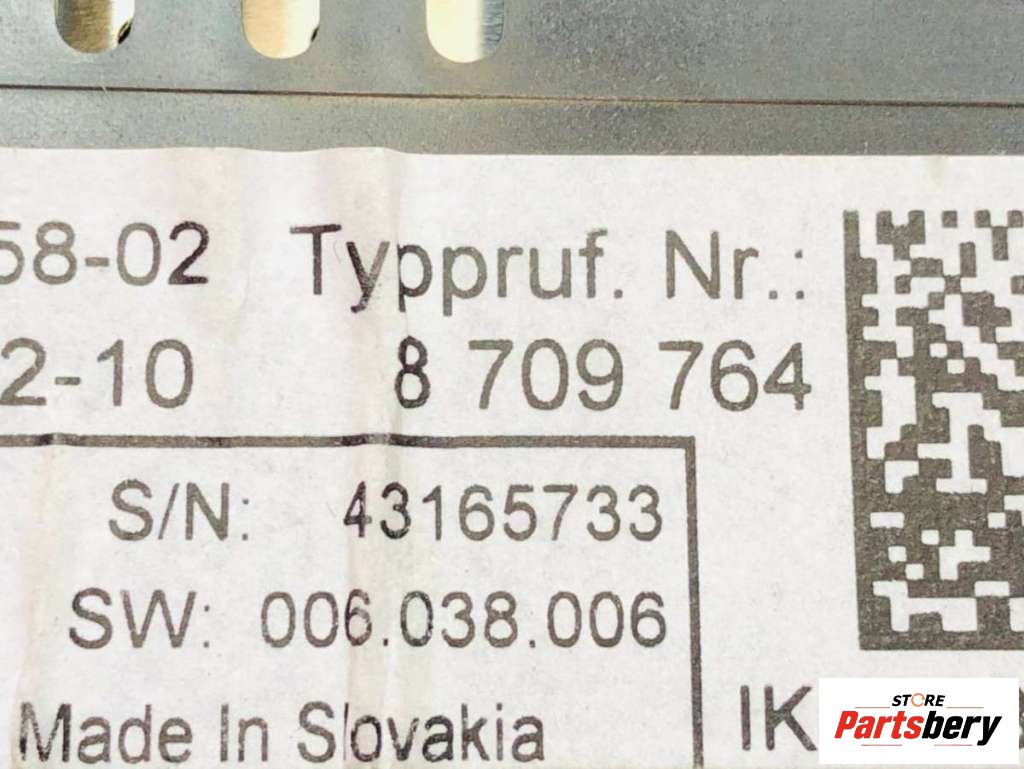 58-02 Typpruf. Nr.:
2-10 8 709 764
S/N: 43165733
SW: 006.038.006
Made In Slovakia
IK
STORE
Partsbery